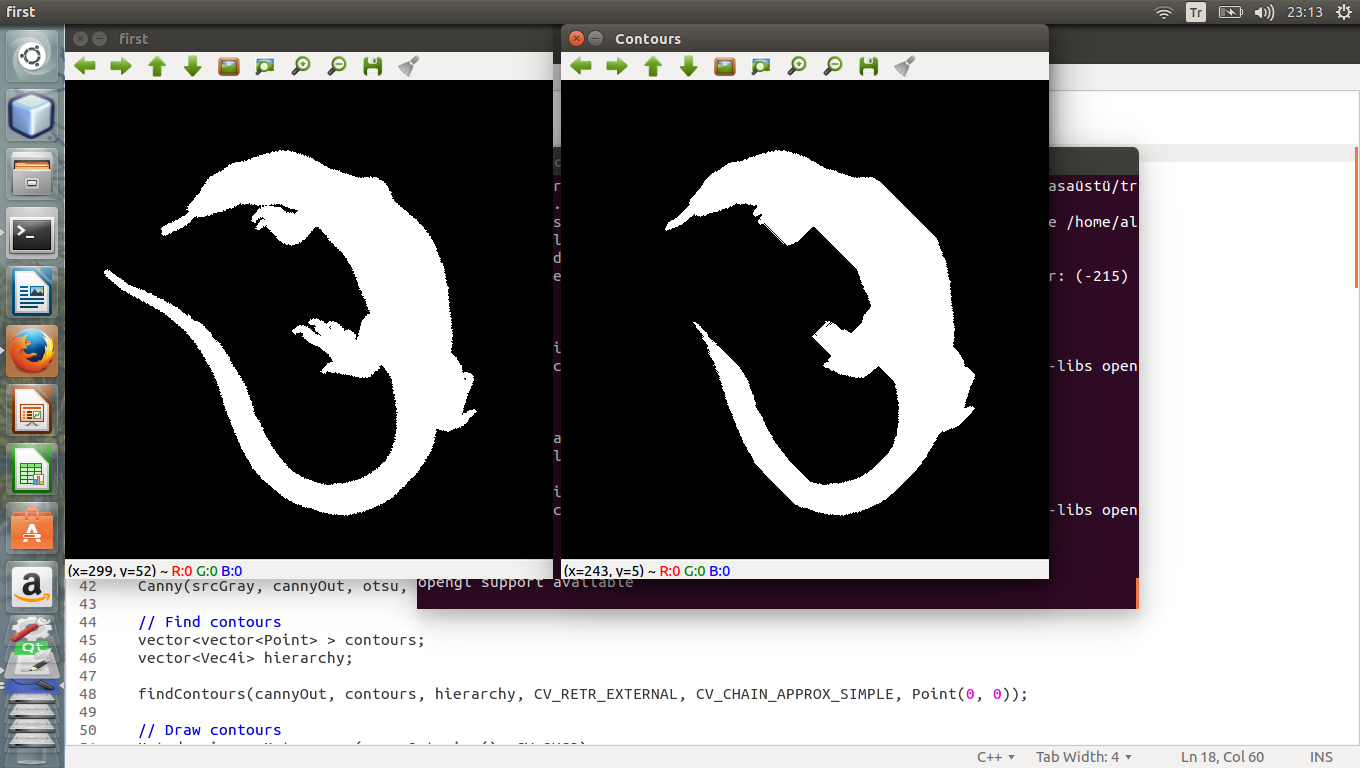 first
Tr
23:13
first
Contours
(x=299, y=52) ~ R:0 G:0 B:0
(x=243, y=5) ~ R:0 G:0 B:0
asaüstü/tr
e /home/al
r: (-215)
-libs open
-libs open
opengl support available
42 Canny(srcGray, cannyOut, otsu,
43
44 // Find contours
45 vector<vector<Point> > contours;
46 vector<Vec4i> hierarchy;
47
48 findContours(cannyOut, contours, hierarchy, CV_RETR_EXTERNAL, CV_CHAIN_APPROX_SIMPLE, Point(0, 0));
49
50 // Draw contours
C++ Tab Width: 4 Ln 18, Col 60 INS